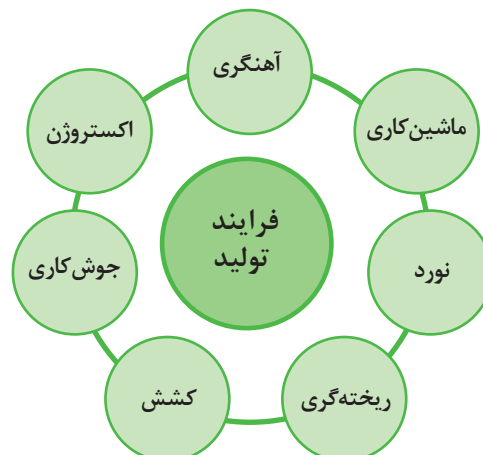 آهنگری
ماشین‌کاری
نورد
ریخته‌گری
کشش
جوش‌کاری
اکستروژن
فرایند
تولید